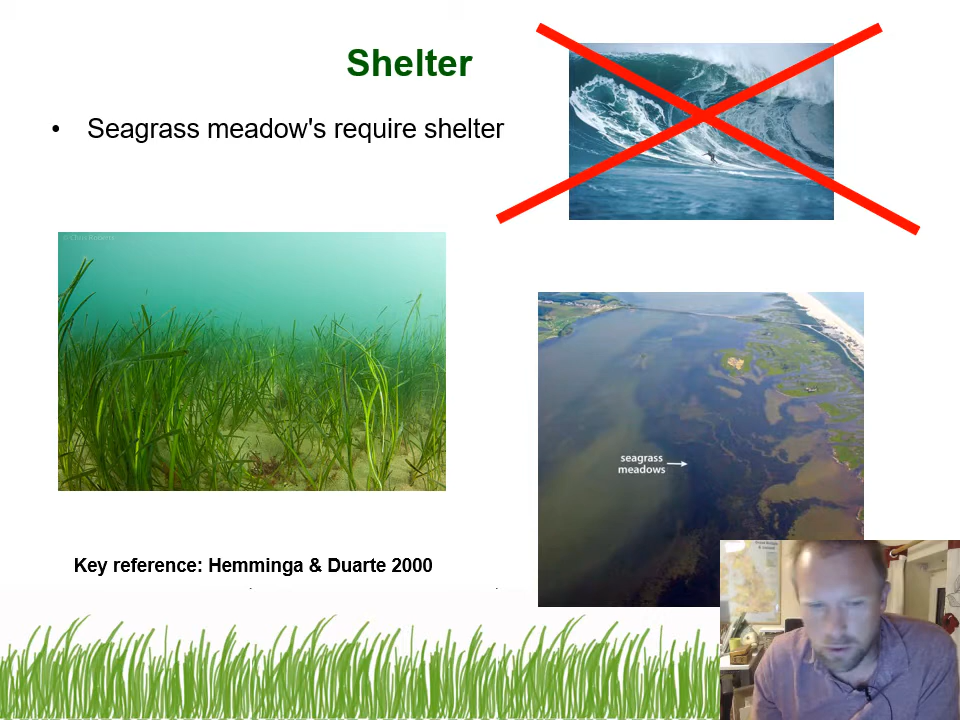 Shelter
• Seagrass meadow's require shelter
seagrass
meadows
Key reference: Hemminga & Duarte 2000